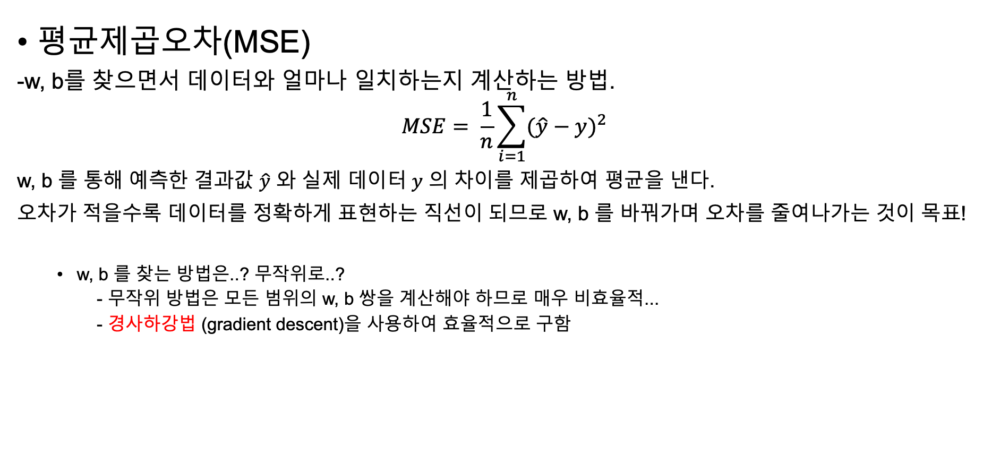 • 평균제곱오차(MSE)
-w, b를 찾으면서 데이터와 얼마나 일치하는지 계산하는 방법.
$MSE = \frac{1}{n}\sum_{i=1}^{n}(\hat{y} - y)^2$
w, b 를 통해 예측한 결과값 $\hat{y}$ 와 실제 데이터 $y$ 의 차이를 제곱하여 평균을 낸다.
오차가 적을수록 데이터를 정확하게 표현하는 직선이 되므로 w, b 를 바꿔가며 오차를 줄여나가는 것이 목표!
• w, b 를 찾는 방법은..? 무작위로..?
- 무작위 방법은 모든 범위의 w, b 쌍을 계산해야 하므로 매우 비효율적...
- 경사하강법 (gradient descent)을 사용하여 효율적으로 구함